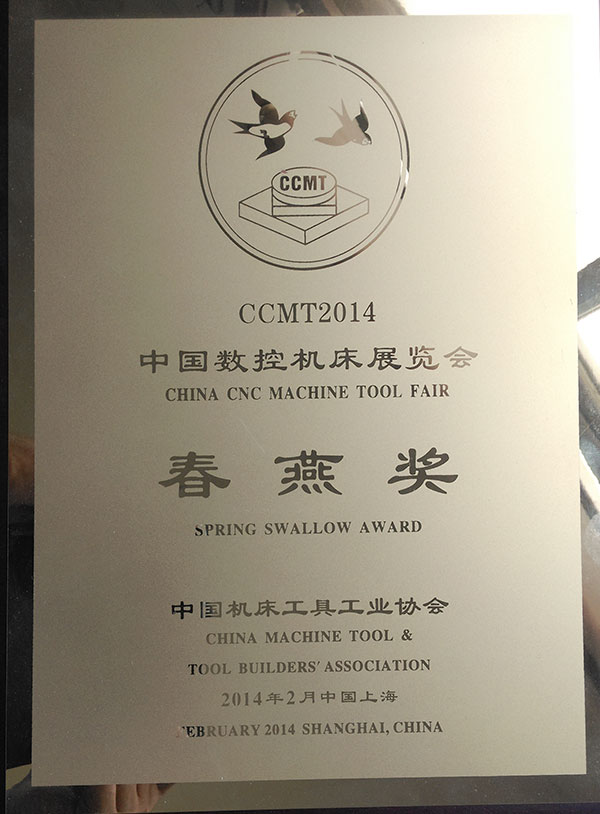 CCMT
CCMT2014
中国数控机床展览会
CHINA CNC MACHINE TOOL FAIR
春燕奖
SPRING SWALLOW AWARD
中国机床工具工业协会
CHINA MACHINE TOOL &
TOOL BUILDERS' ASSOCIATION
2014年2月中国上海
FEBRUARY 2014 SHANGHAI, CHINA